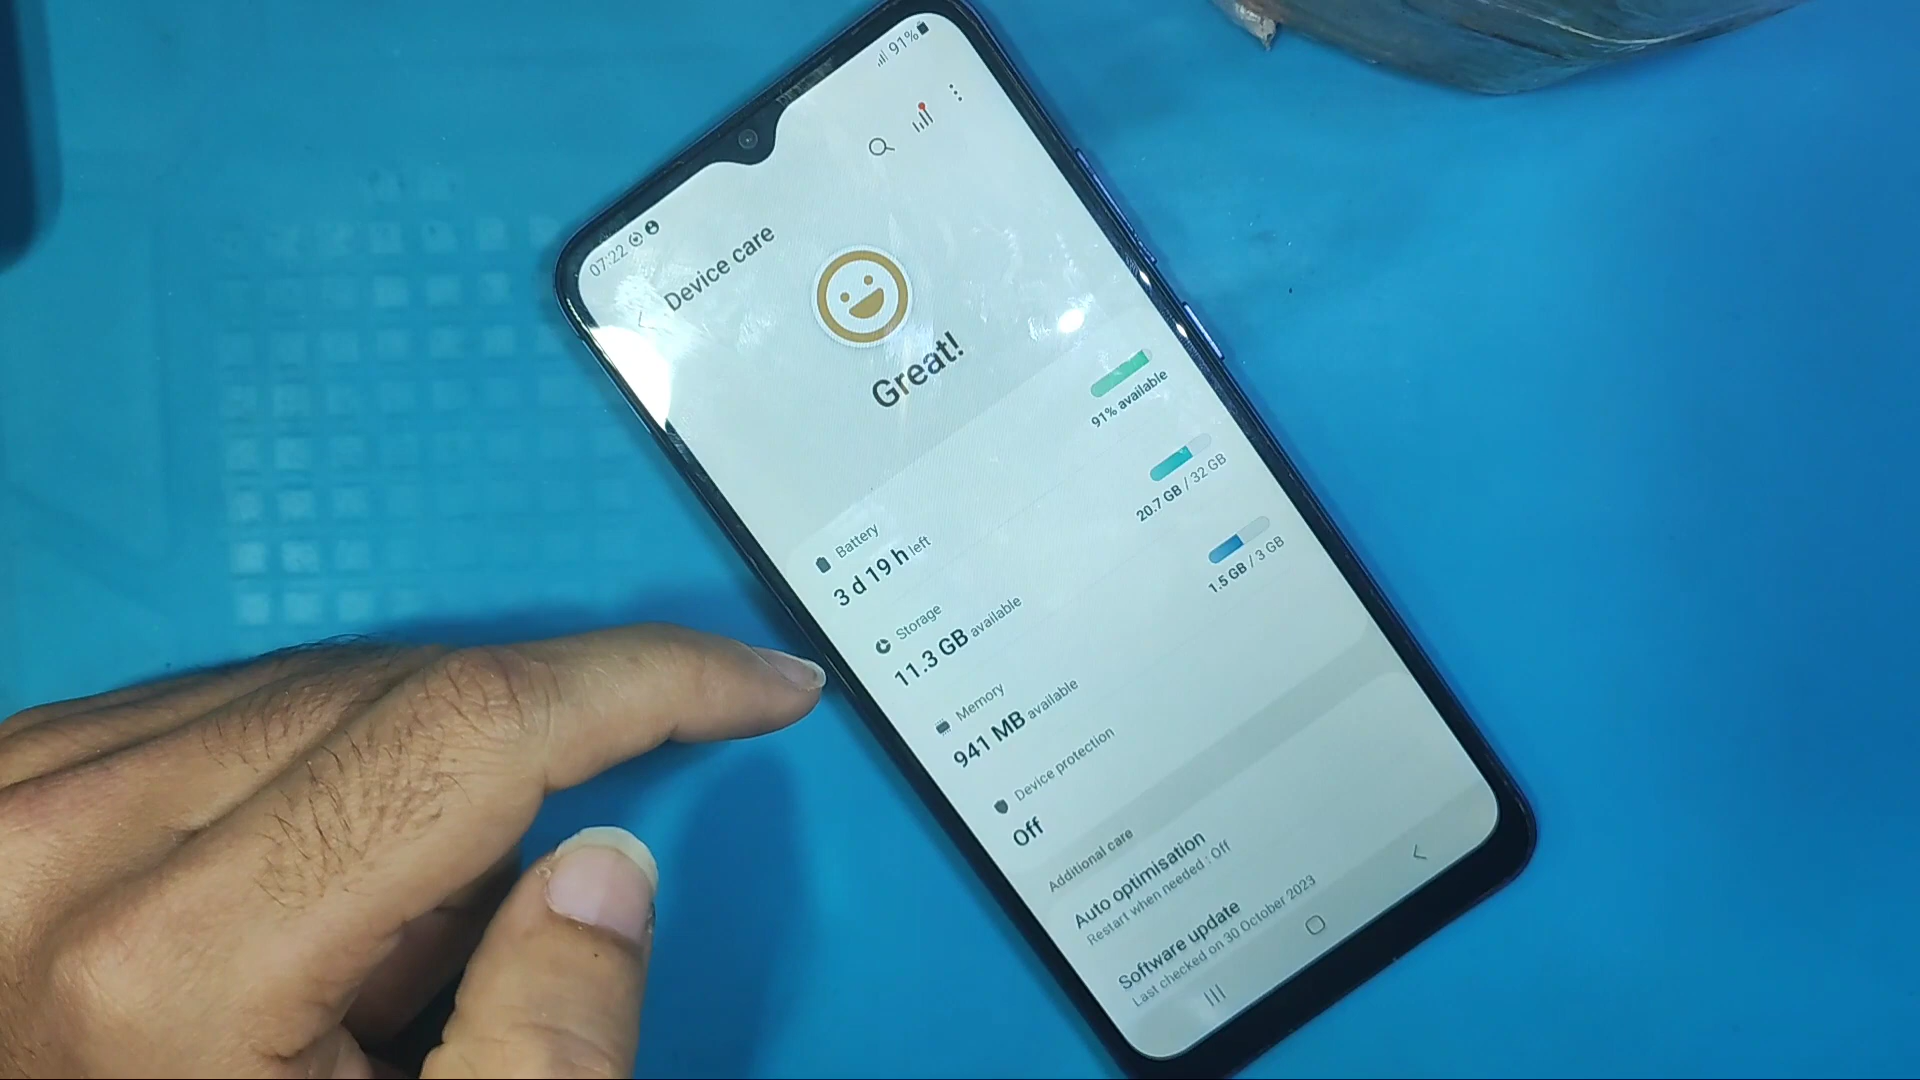 07:22
91%
Device care
Great!
Battery
3 d 19 h left
91% available
Storage
11.3 GB available
20.7 GB / 32 GB
Memory
941 MB available
1.5 GB / 3 GB
Device protection
Off
Additional care
Auto optimisation
Restart when needed : Off
Software update
Last checked on 30 October 2023